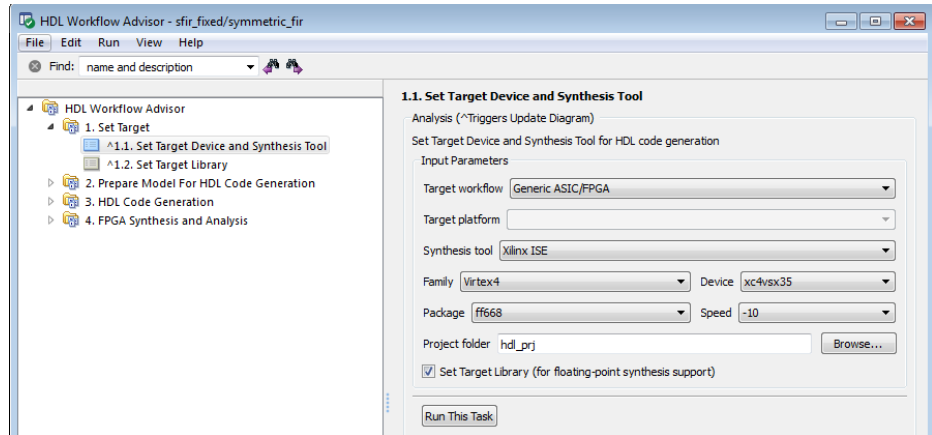 HDL Workflow Advisor - sfir_fixed/symmetric_fir
File Edit Run View Help
Find: name and description
HDL Workflow Advisor
1. Set Target
^1.1. Set Target Device and Synthesis Tool
^1.2. Set Target Library
2. Prepare Model For HDL Code Generation
3. HDL Code Generation
4. FPGA Synthesis and Analysis
1.1. Set Target Device and Synthesis Tool
Analysis (^Triggers Update Diagram)
Set Target Device and Synthesis Tool for HDL code generation
Input Parameters
Target workflow Generic ASIC/FPGA
Target platform
Synthesis tool Xilinx ISE
Family Virtex4 Device xc4vsx35
Package ff668 Speed -10
Project folder hdl_prj Browse...
Set Target Library (for floating-point synthesis support)
Run This Task